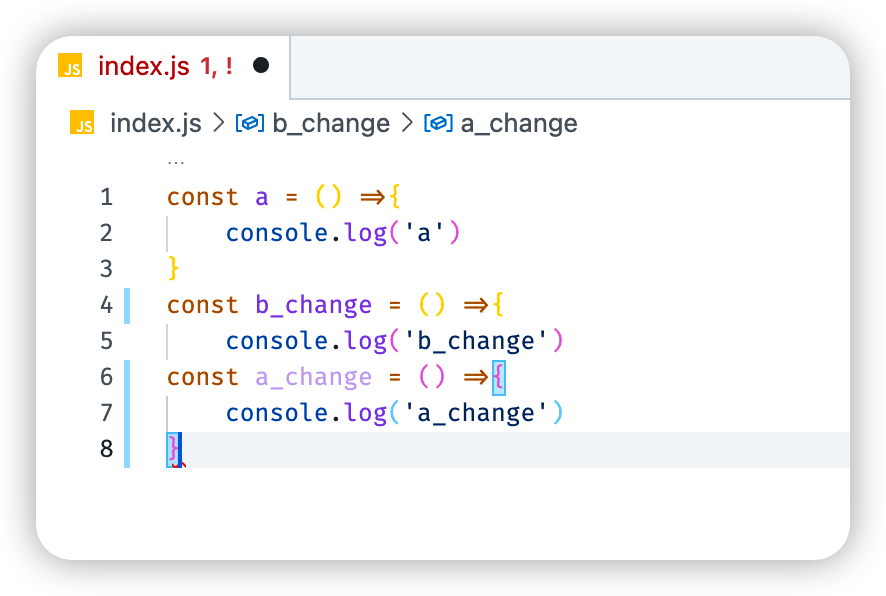 JS index.js 1, ! ●
JS index.js > b_change > a_change
...
1 const a = () =>{
2 console.log('a')
3 }
4 const b_change = () =>{
5 console.log('b_change')
6 const a_change = () =>{
7 console.log('a_change')
8 }